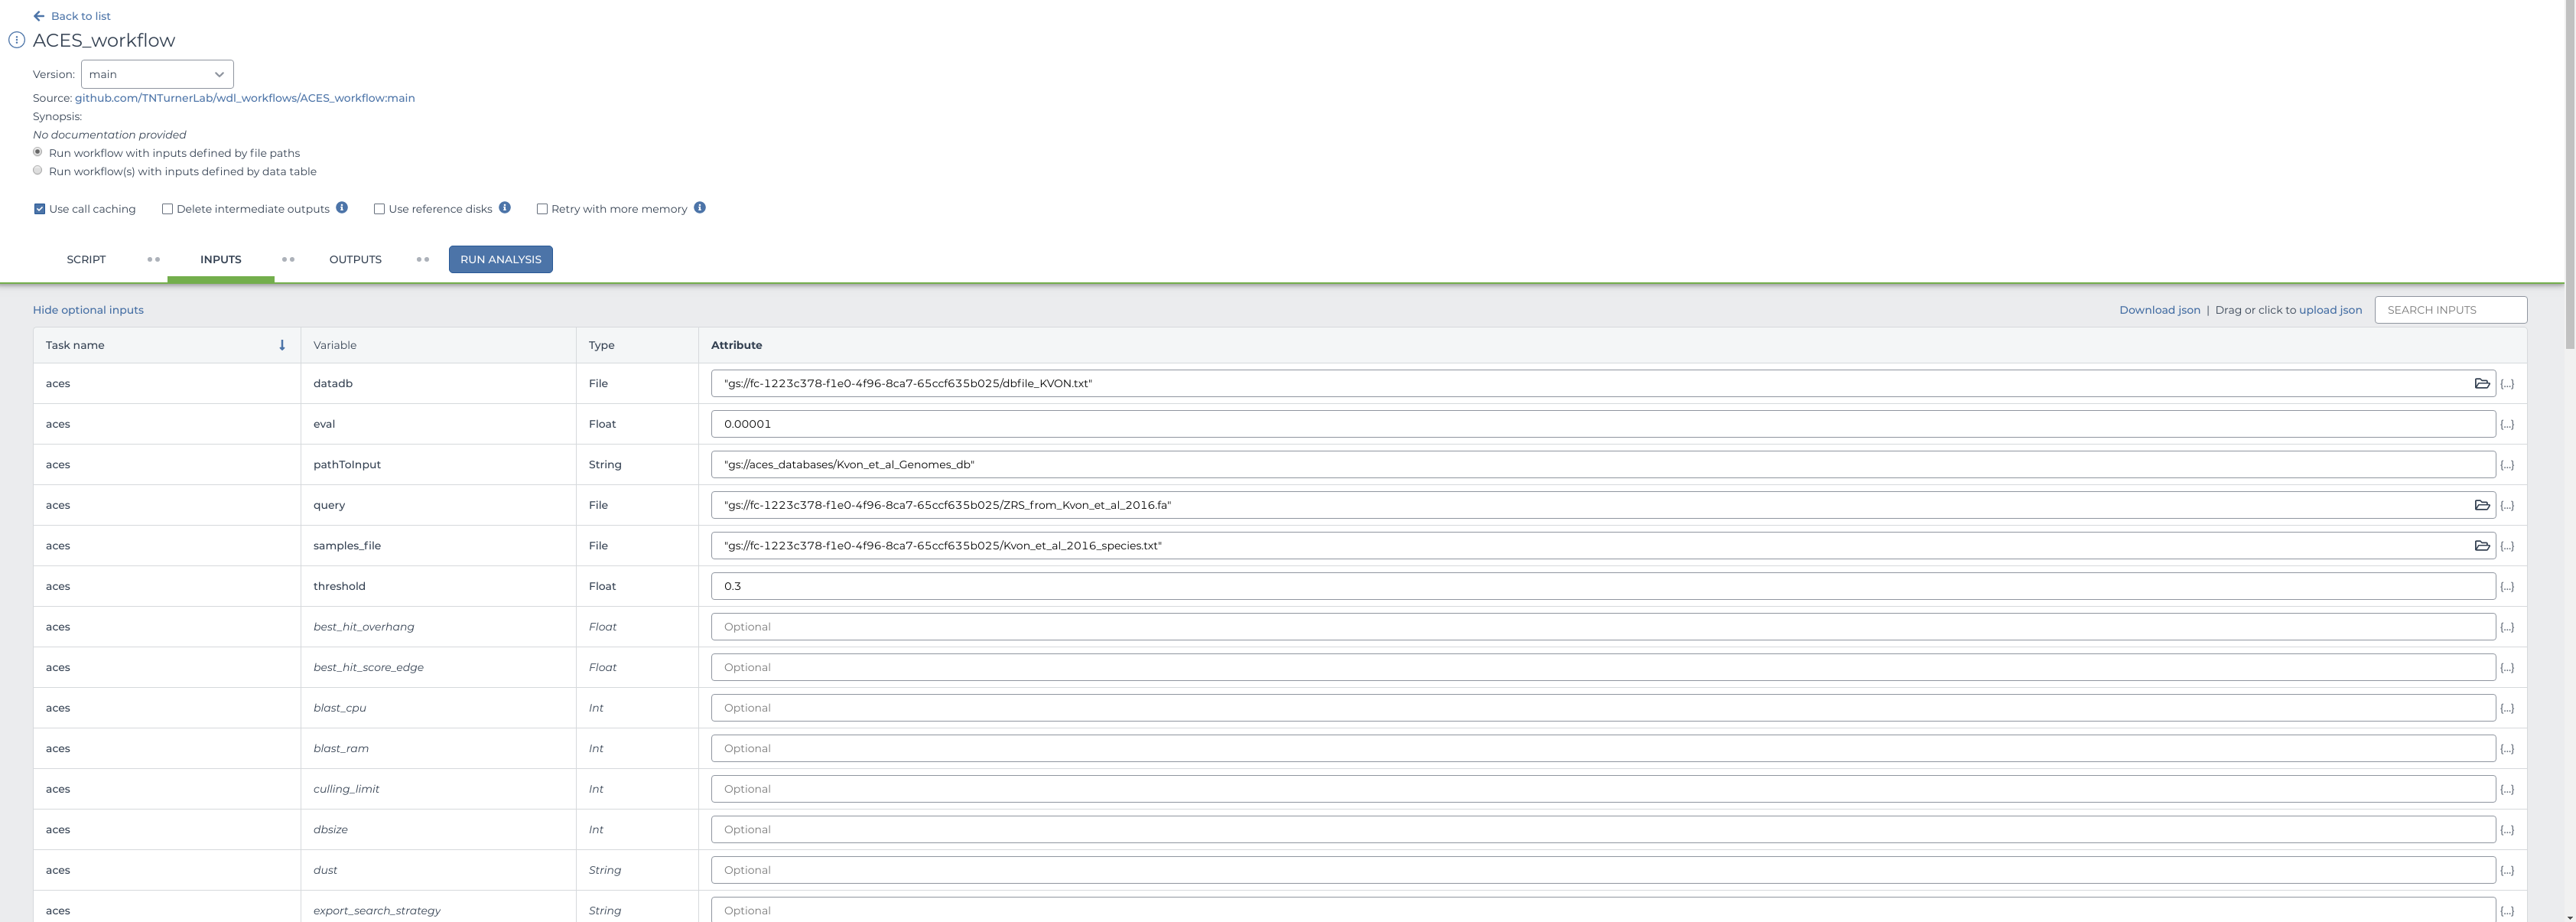 Back to list
ACES_workflow
Version: main
Source: github.com/TNTurnerLab/wdl_workflows/ACES_workflow:main
Synopsis:
No documentation provided
Run workflow with inputs defined by file paths
Run workflow(s) with inputs defined by data table
Use call caching Delete intermediate outputs Use reference disks Retry with more memory
SCRIPT INPUTS OUTPUTS RUN ANALYSIS
Hide optional inputs Download json | Drag or click to upload json SEARCH INPUTS
Task name Variable Type Attribute
aces datadb File "gs://fc-1223c378-f1e0-4f96-8ca7-65ccf635b025/dbfile_KVON.txt" {...}
aces eval Float 0.00001 {...}
aces pathToInput String "gs://aces_databases/Kvon_et_al_Genomes_db" {...}
aces query File "gs://fc-1223c378-f1e0-4f96-8ca7-65ccf635b025/ZRS_from_Kvon_et_al_2016.fa" {...}
aces samples_file File "gs://fc-1223c378-f1e0-4f96-8ca7-65ccf635b025/Kvon_et_al_2016_species.txt" {...}
aces threshold Float 0.3 {...}
aces best_hit_overhang Float Optional {...}
aces best_hit_score_edge Float Optional {...}
aces blast_cpu Int Optional {...}
aces blast_ram Int Optional {...}
aces culling_limit Int Optional {...}
aces dbsize Int Optional {...}
aces dust String Optional {...}
aces export_search_strategy String Optional {...}